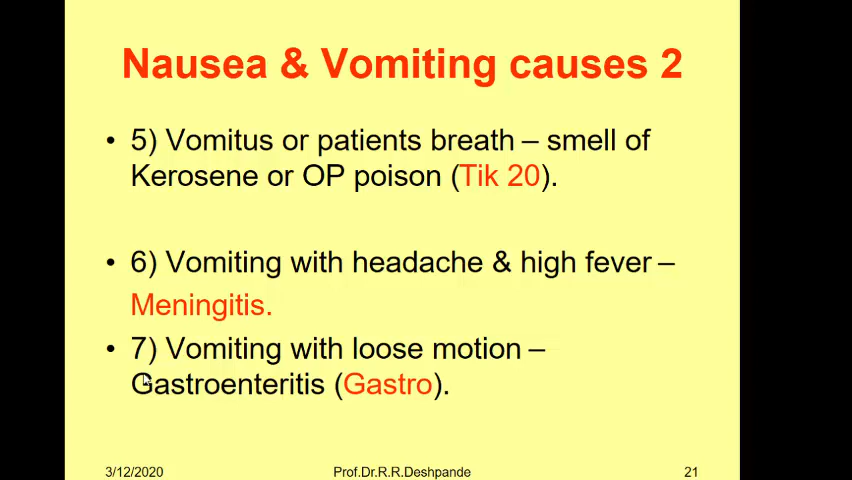 Nausea & Vomiting causes 2
• 5) Vomitus or patients breath – smell of
Kerosene or OP poison (Tik 20).
• 6) Vomiting with headache & high fever –
Meningitis.
• 7) Vomiting with loose motion –
Gastroenteritis (Gastro).
3/12/2020 Prof.Dr.R.R.Deshpande 21